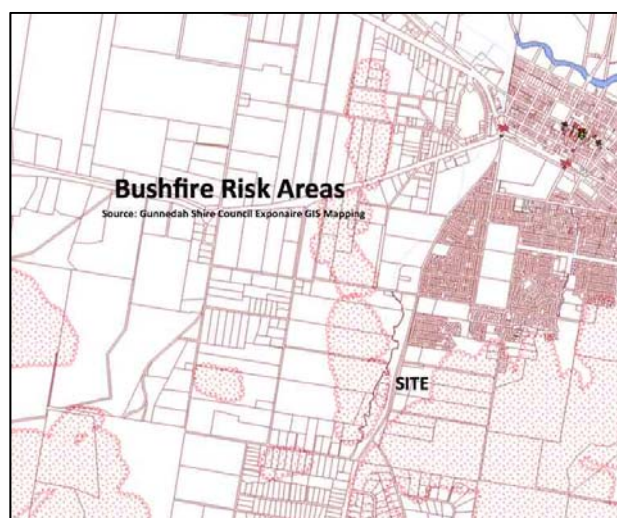 Bushfire Risk Areas
Source: Gunnedah Shire Council Exponaire GIS Mapping
SITE